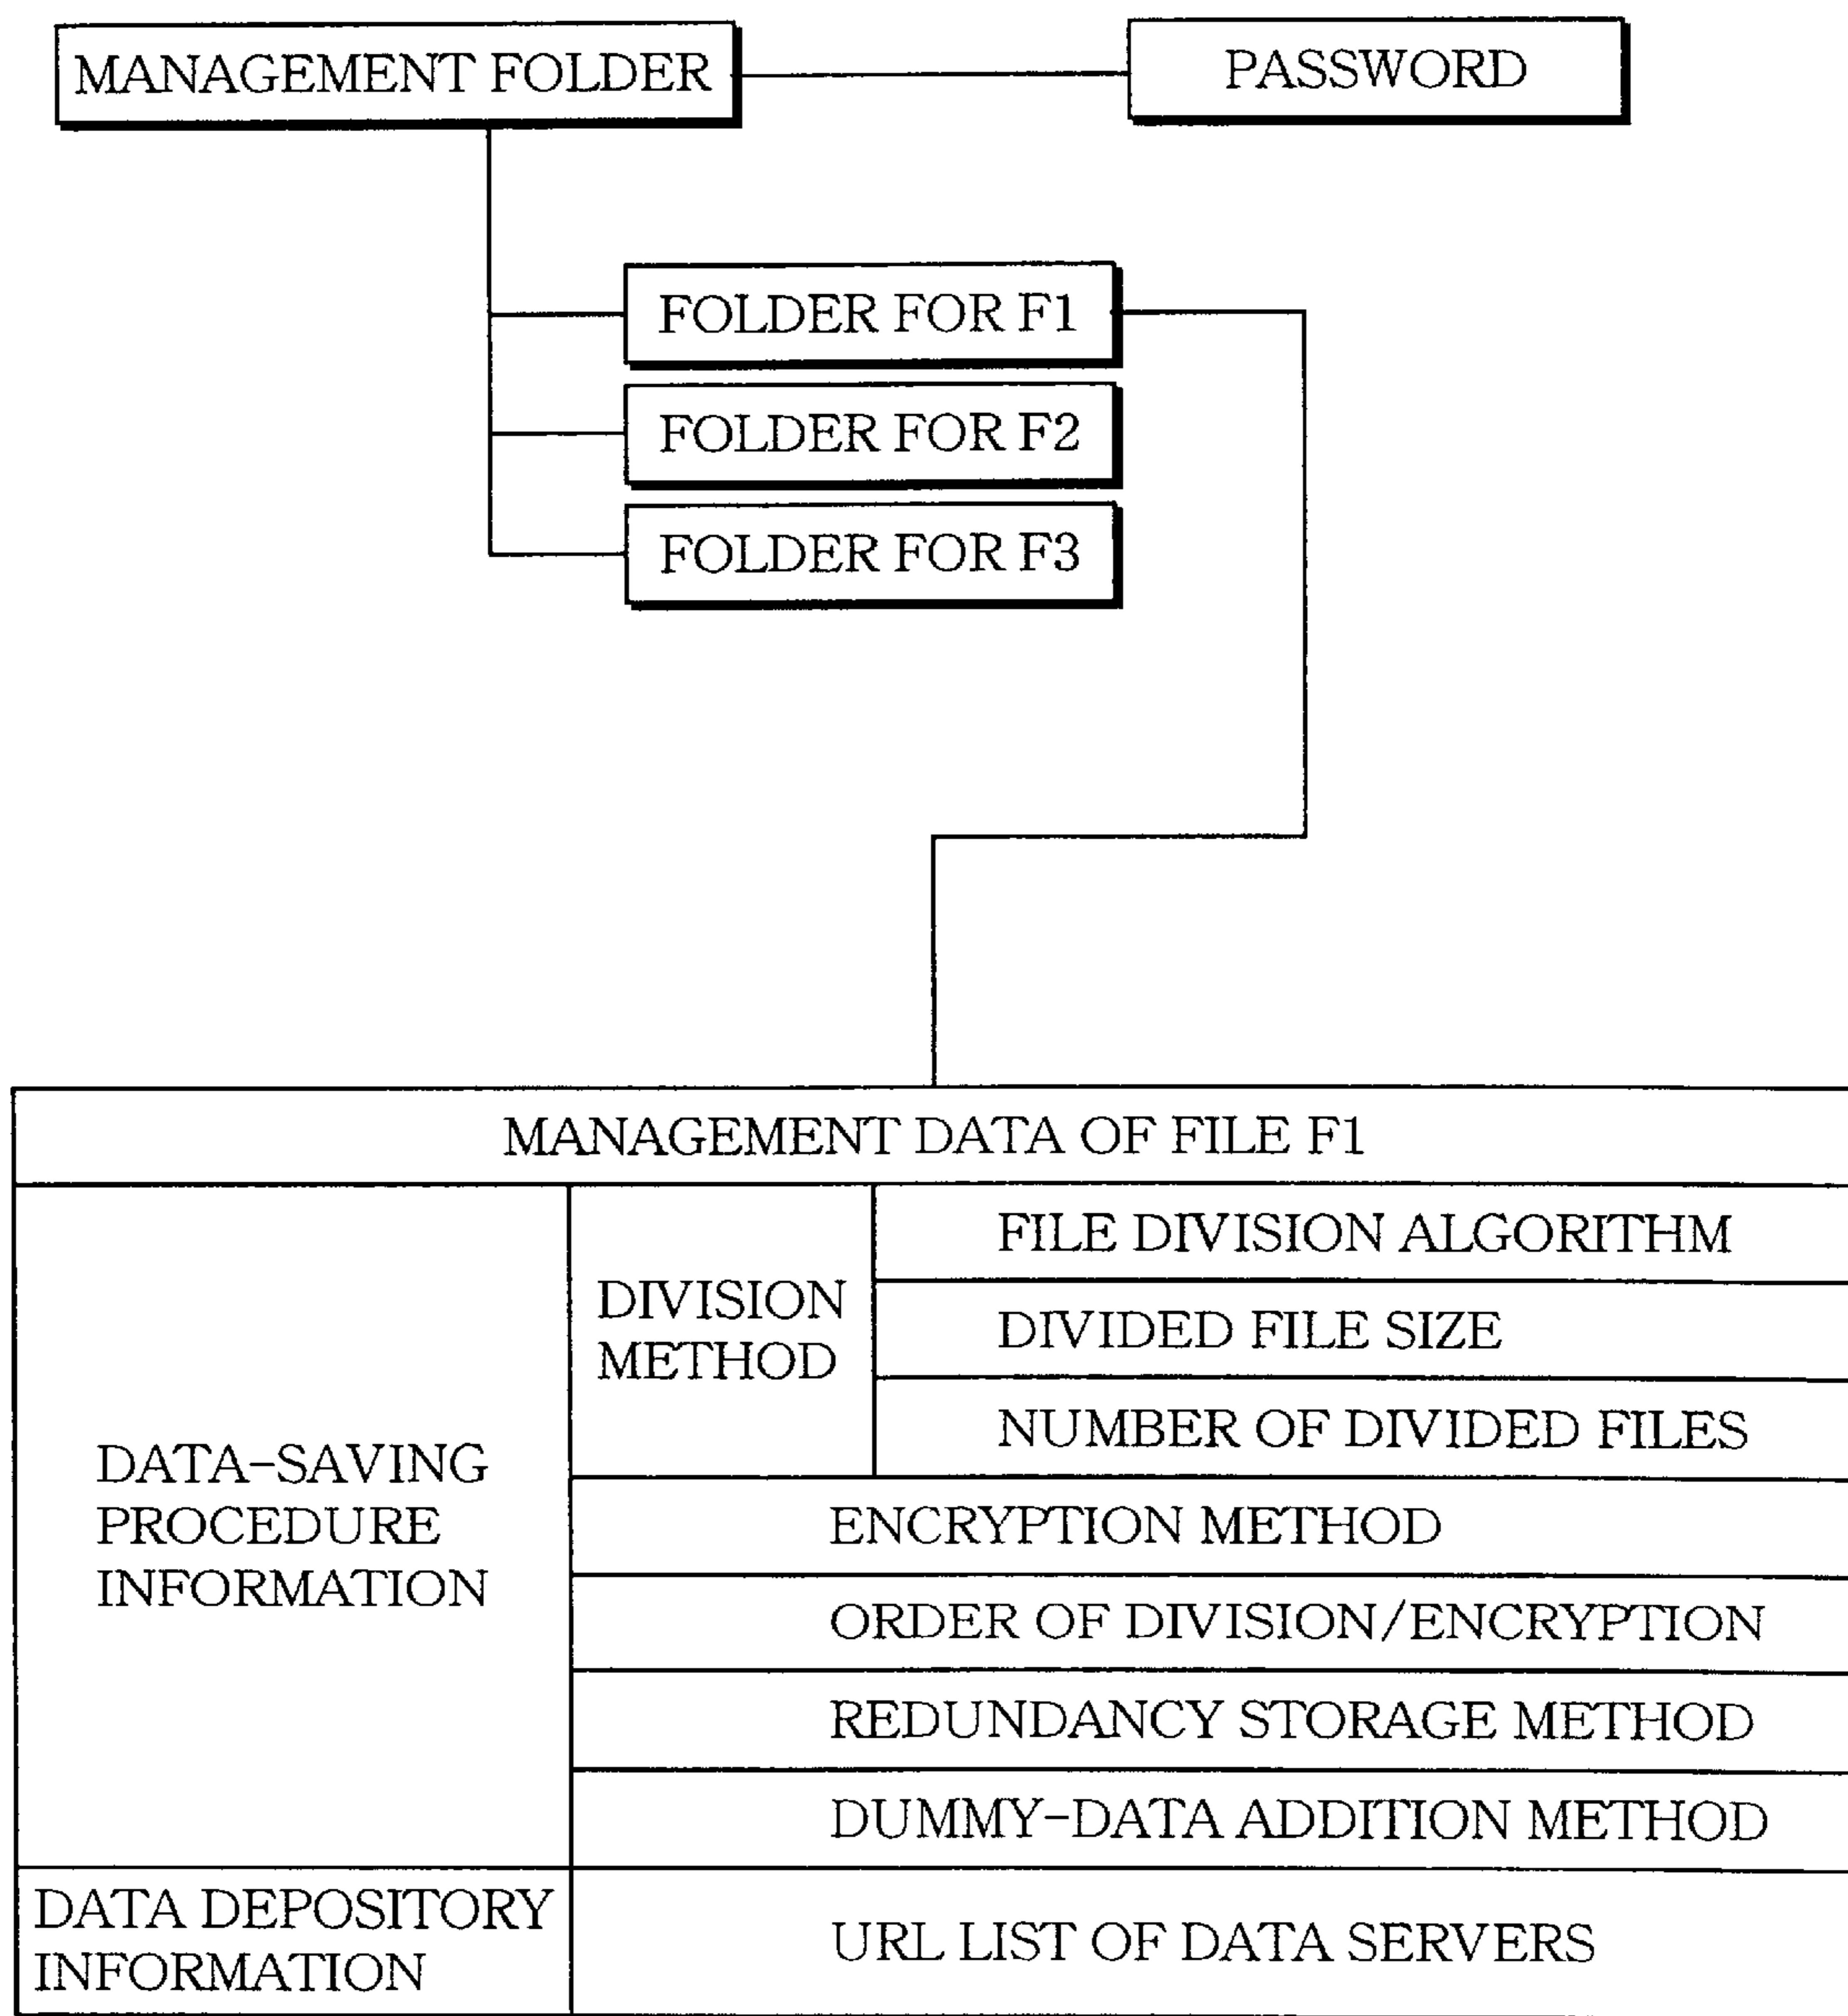 MANAGEMENT FOLDER
PASSWORD
FOLDER FOR F1
FOLDER FOR F2
FOLDER FOR F3
MANAGEMENT DATA OF FILE F1
DATA-SAVING
PROCEDURE
INFORMATION
DIVISION
METHOD
FILE DIVISION ALGORITHM
DIVIDED FILE SIZE
NUMBER OF DIVIDED FILES
ENCRYPTION METHOD
ORDER OF DIVISION/ENCRYPTION
REDUNDANCY STORAGE METHOD
DUMMY-DATA ADDITION METHOD
DATA DEPOSITORY
INFORMATION
URL LIST OF DATA SERVERS